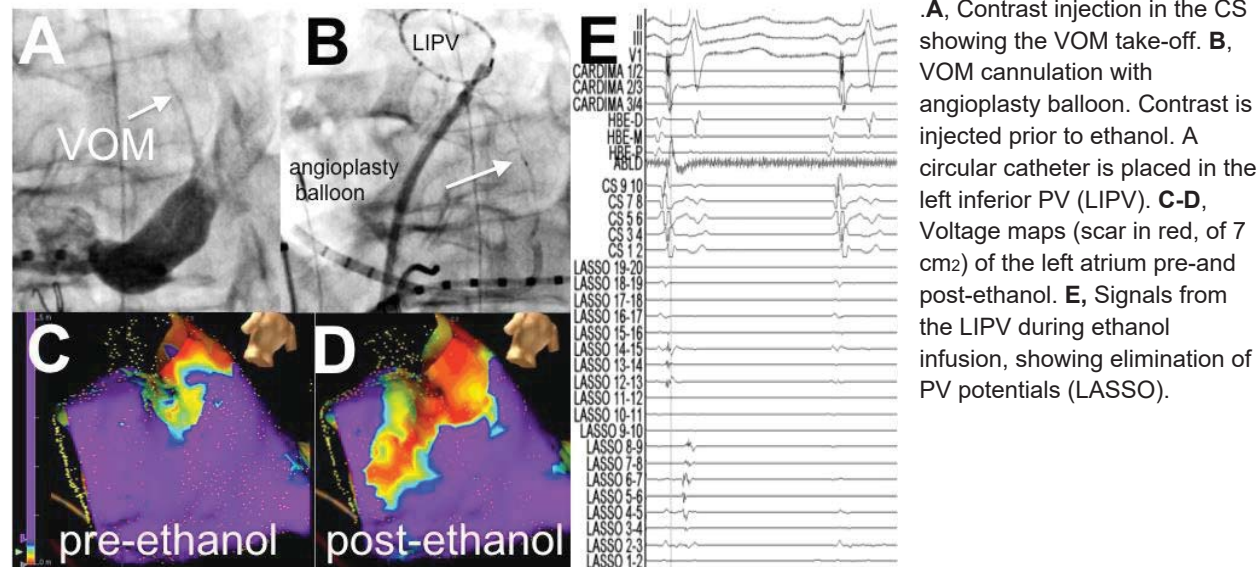 A
VOM
B
LIPV
angioplasty
balloon
C
pre-ethanol
D
post-ethanol
E
II
III
V1
CARDIMA 1/2
CARDIMA 2/3
CARDIMA 3/4
HBE-D
HBE-M
HBE-P
ABLD
CS 9 10
CS 7 8
CS 5 6
CS 3 4
CS 1 2
LASSO 19-20
LASSO 18-19
LASSO 17-18
LASSO 16-17
LASSO 15-16
LASSO 14-15
LASSO 13-14
LASSO 12-13
LASSO 11-12
LASSO 10-11
LASSO 9-10
LASSO 8-9
LASSO 7-8
LASSO 6-7
LASSO 5-6
LASSO 4-5
LASSO 3-4
LASSO 2-3
LASSO 1-2
.A, Contrast injection in the CS
showing the VOM take-off. B,
VOM cannulation with
angioplasty balloon. Contrast is
injected prior to ethanol. A
circular catheter is placed in the
left inferior PV (LIPV). C-D,
Voltage maps (scar in red, of 7
cm2) of the left atrium pre-and
post-ethanol. E, Signals from
the LIPV during ethanol
infusion, showing elimination of
PV potentials (LASSO).